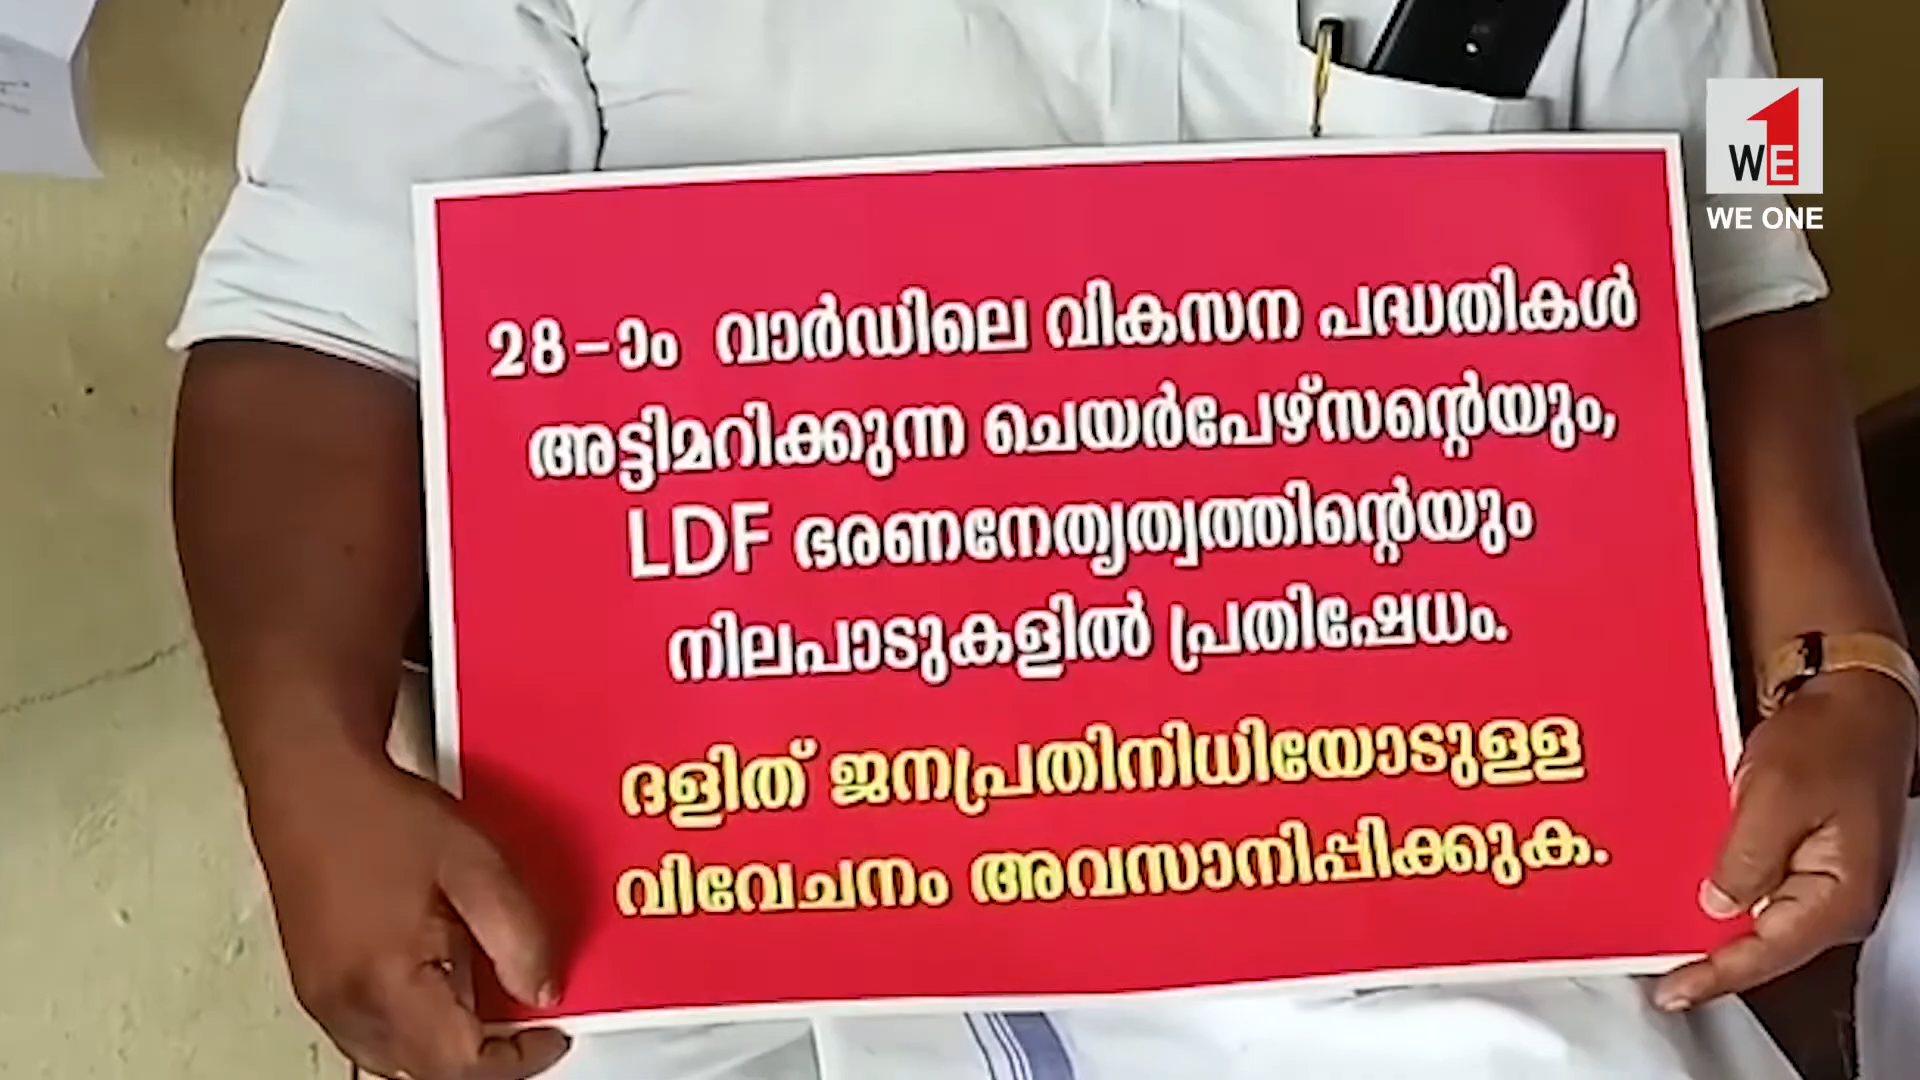 WE
WE ONE
28-ാം വാർഡിലെ വികസന പദ്ധതികൾ
അട്ടിമറിക്കുന്ന ചെയർപേഴ്സന്റെയും,
LDF ഭരണനേതൃത്വത്തിന്റെയും
നിലപാടുകളിൽ പ്രതിഷേധം.
ദളിത് ജനപ്രതിനിധിയോടുള്ള
വിവേചനം അവസാനിപ്പിക്കുക.